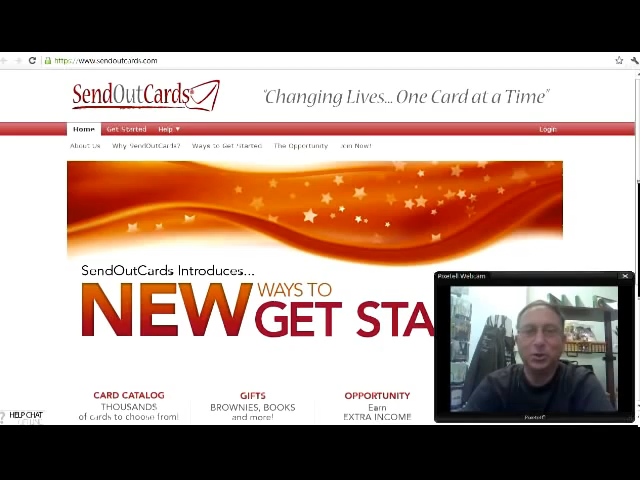 https://www.sendoutcards.com
SendOutCards
"Changing Lives... One Card at a Time"
Home Get Started Help Login
About Us Why SendOutCards? Ways to Get Started The Opportunity Join Now!
SendOutCards Introduces...
NEW WAYS TO
GET STA
Pixetell Webcam
CARD CATALOG GIFTS OPPORTUNITY
THOUSANDS BROWNIES, BOOKS Earn
of cards to choose from! and more! EXTRA INCOME
HELP CHAT
Pixetell